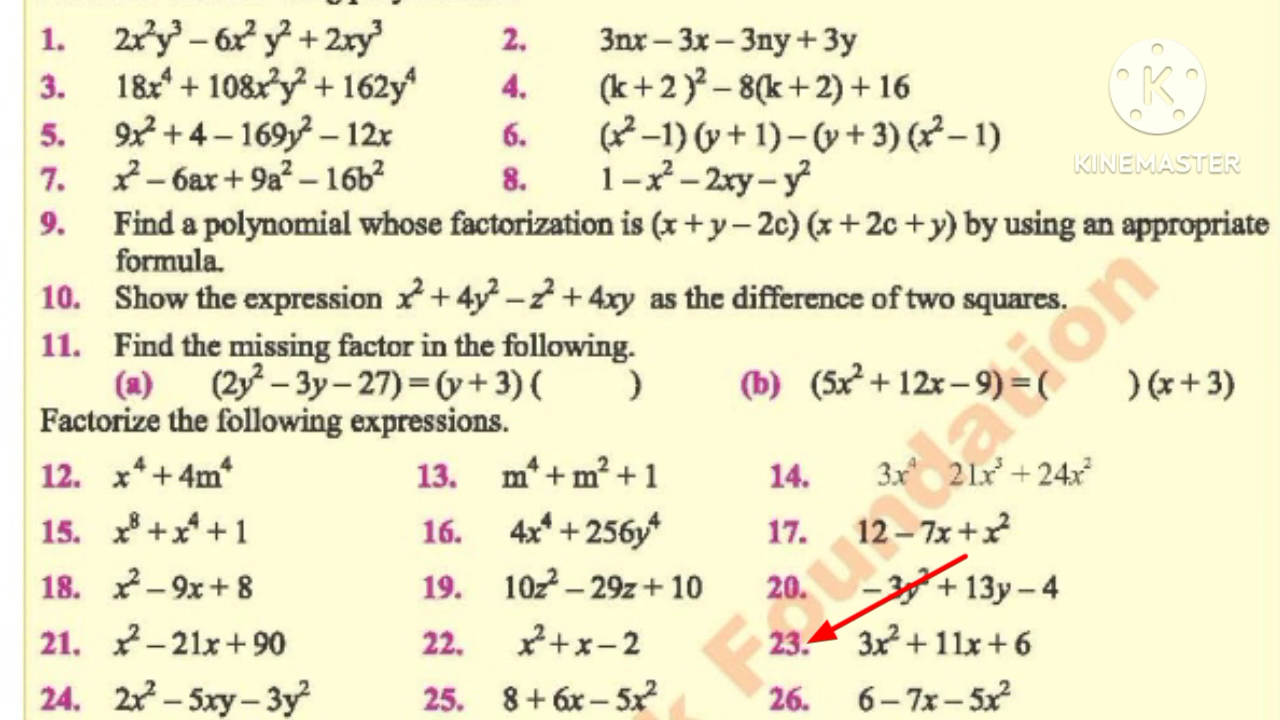 1. 2x²y³ – 6x² y² + 2xy³ 2. 3nx – 3x – 3ny + 3y
3. 18x⁴ + 108x²y² + 162y⁴ 4. (k + 2 )² – 8(k + 2) + 16
5. 9x² + 4 – 169y² – 12x 6. (x² –1) (y + 1) – (y + 3) (x² – 1)
7. x² – 6ax + 9a² – 16b² 8. 1 – x² – 2xy – y²
K
KINEMASTER
9. Find a polynomial whose factorization is (x + y – 2c) (x + 2c + y) by using an appropriate
formula.
10. Show the expression x² + 4y² – z² + 4xy as the difference of two squares.
11. Find the missing factor in the following.
(a) (2y² – 3y – 27) = (y + 3) ( ) (b) (5x² + 12x – 9) = ( ) (x + 3)
Factorize the following expressions.
12. x⁴ + 4m⁴ 13. m⁴ + m² + 1 14. 3x⁴ 21x³ + 24x²
15. x⁸ + x⁴ + 1 16. 4x⁴ + 256y⁴ 17. 12 – 7x + x²
18. x² – 9x + 8 19. 10z² – 29z + 10 20. – 3y² + 13y – 4
21. x² – 21x + 90 22. x² + x – 2 23. 3x² + 11x + 6
24. 2x² – 5xy – 3y² 25. 8 + 6x – 5x² 26. 6 – 7x – 5x²
Foundation